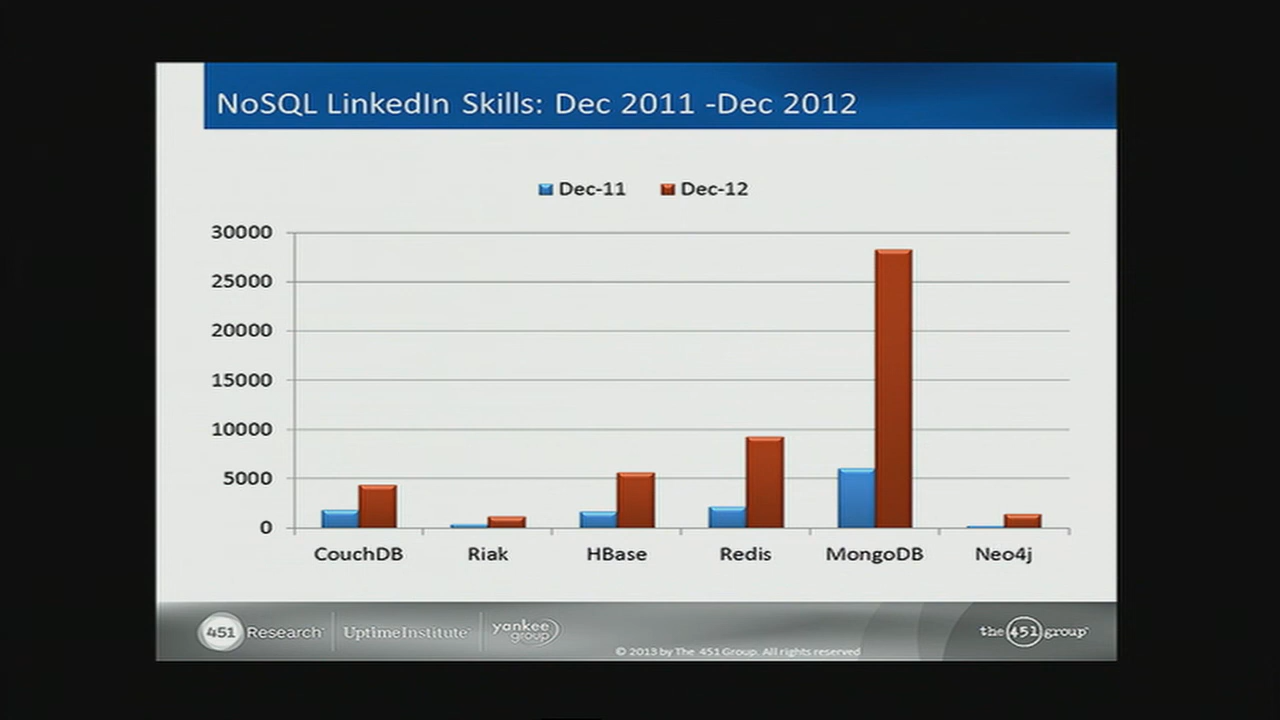 NoSQL LinkedIn Skills: Dec 2011 -Dec 2012
Dec-11 Dec-12
30000
25000
20000
15000
10000
5000
0
CouchDB Riak HBase Redis MongoDB Neo4j
451 Research UptimeInstitute yankee group the 451 group
© 2013 by The 451 Group. All rights reserved